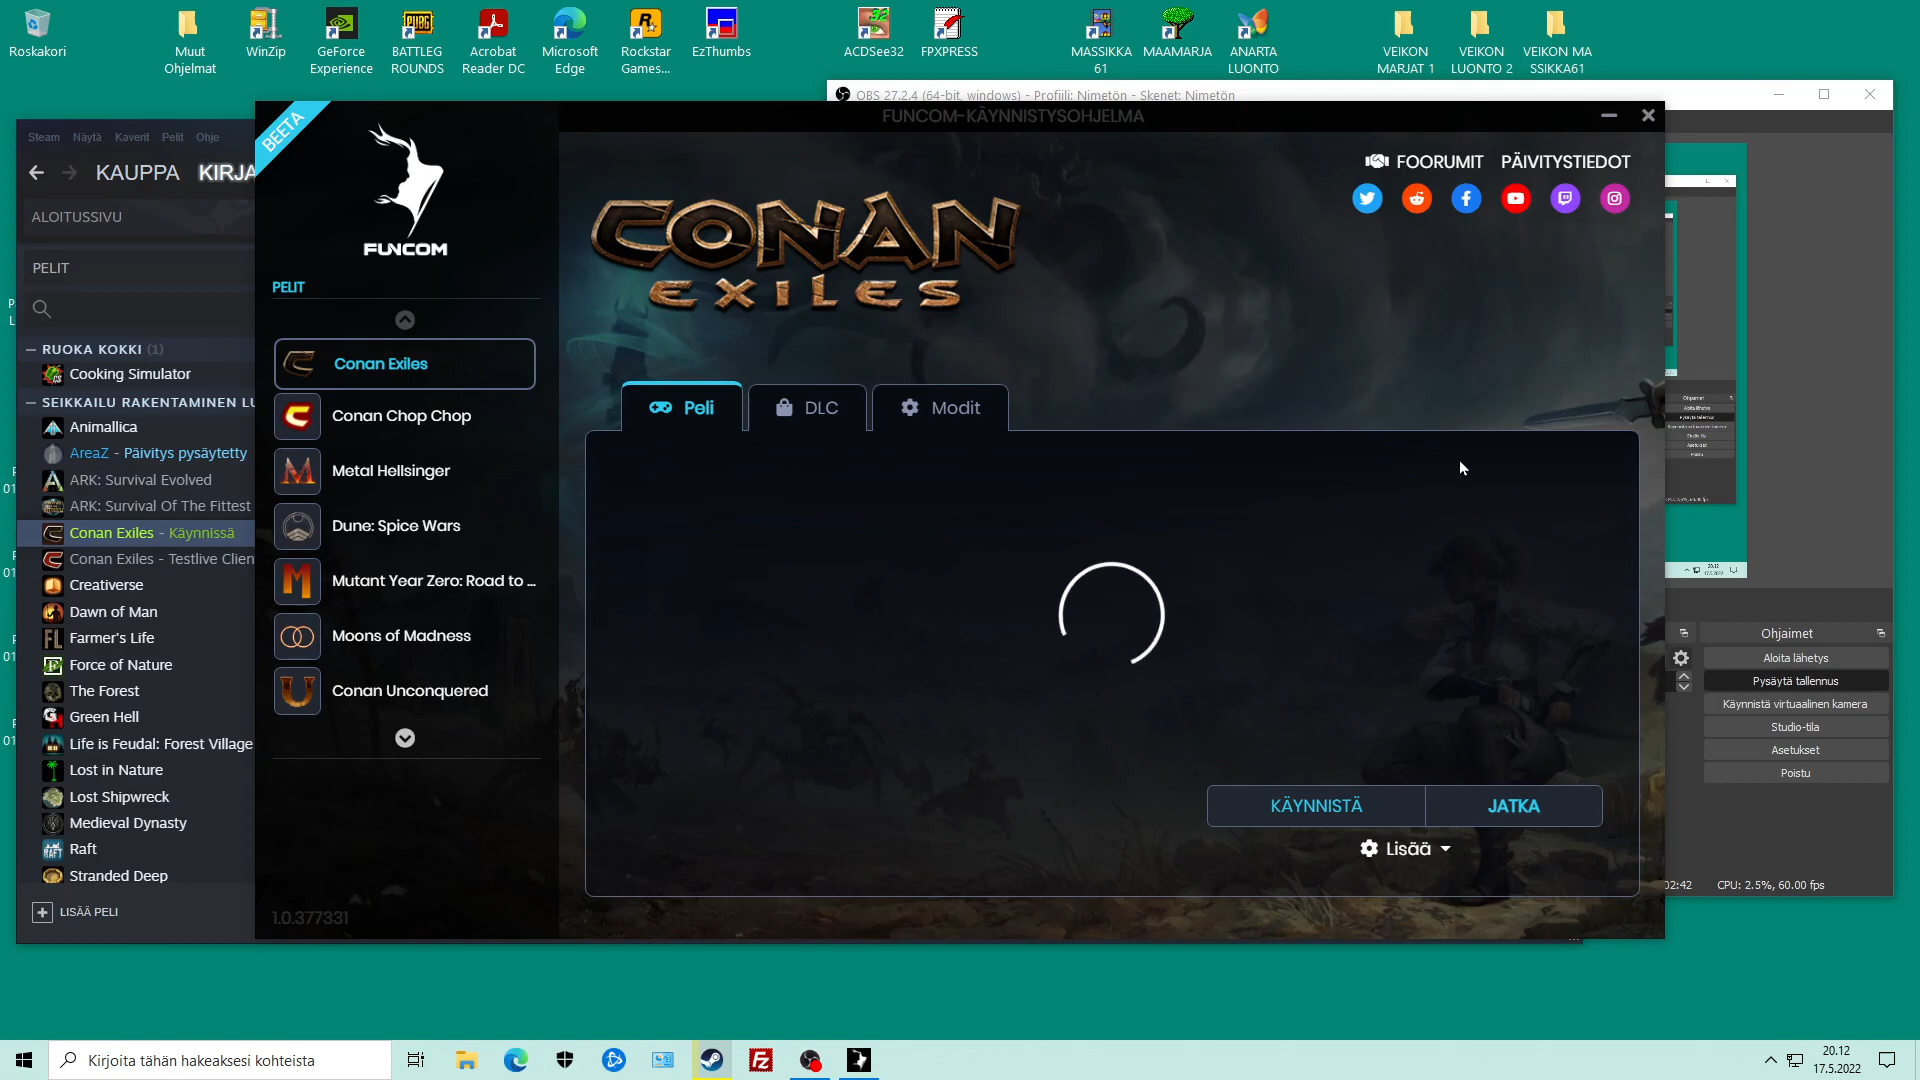 Roskakori
Muut Ohjelmat
WinZip
GeForce Experience
BATTLEG ROUNDS
Acrobat Reader DC
Microsoft Edge
Rockstar Games...
EzThumbs
ACDSee32
FPXPRESS
MASSIKKA 61
MAAMARJA
ANARTA LUONTO
VEIKON MARJAT 1
VEIKON LUONTO 2
VEIKON MA SSIKKA61
OBS 27.2.4 (64-bit, windows) - Profiili: Nimetön - Skenet: Nimetön
FUNCOM-KÄYNNISTYSOHJELMA
Steam Näytä Kaverit Pelit Ohje
KAUPPA KIRJA
ALOITUSSIVU
PELIT
RUOKA KOKKI (1)
Cooking Simulator
SEIKKAILU RAKENTAMINEN LU
Animallica
AreaZ - Päivitys pysäytetty
ARK: Survival Evolved
ARK: Survival Of The Fittest
Conan Exiles - Käynnissä
Conan Exiles - Testlive Clien
Creativerse
Dawn of Man
Farmer's Life
Force of Nature
The Forest
Green Hell
Life is Feudal: Forest Village
Lost in Nature
Lost Shipwreck
Medieval Dynasty
Raft
Stranded Deep
LISÄÄ PELI
BEETA
FUNCOM
PELIT
Conan Exiles
Conan Chop Chop
Metal Hellsinger
Dune: Spice Wars
Mutant Year Zero: Road to ...
Moons of Madness
Conan Unconquered
1.0.377331
FOORUMIT PÄIVITYSTIEDOT
CONAN
EXILES
Peli
DLC
Modit
KÄYNNISTÄ
JATKA
Lisää
Ohjaimet
Aloita lähetys
Pysäytä tallennus
Käynnistä virtuaalinen kamera
Studio-tila
Asetukset
Poistu
02:42 CPU: 2.5%, 60.00 fps
Kirjoita tähän hakeaksesi kohteista
20.12
17.5.2022